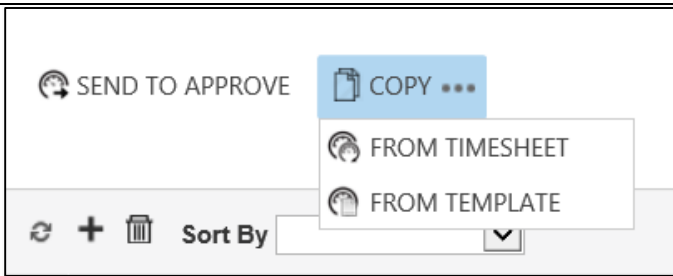 SEND TO APPROVE COPY •••
FROM TIMESHEET
FROM TEMPLATE
Sort By